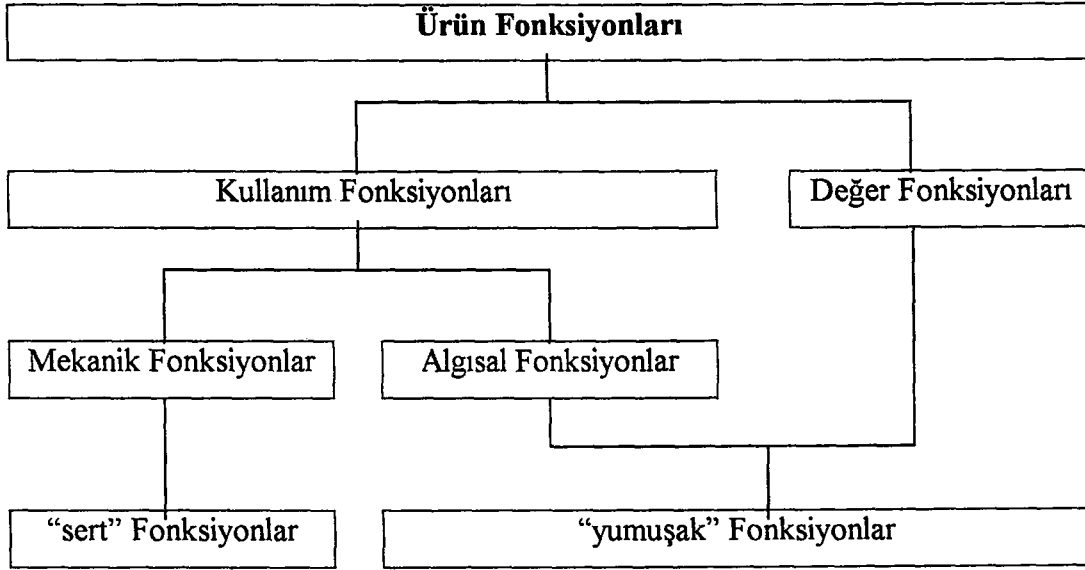 Ürün Fonksiyonları
Kullanım Fonksiyonları
Değer Fonksiyonları
Mekanik Fonksiyonlar
Algısal Fonksiyonlar
“sert” Fonksiyonlar
“yumuşak” Fonksiyonlar